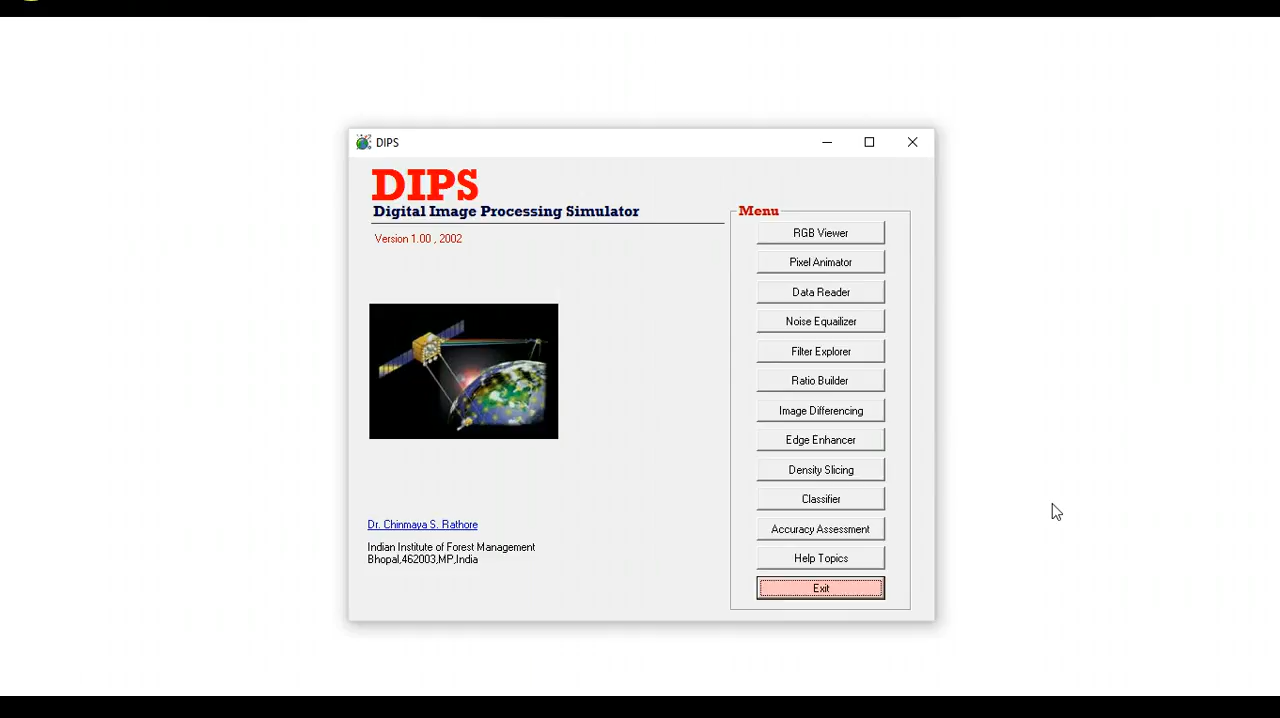 DIPS
DIPS
Digital Image Processing Simulator
Version 1.00 , 2002
Menu
RGB Viewer
Pixel Animator
Data Reader
Noise Equailizer
Filter Explorer
Ratio Builder
Image Differencing
Edge Enhancer
Density Slicing
Classifier
Accuracy Assessment
Help Topics
Exit
Dr. Chinmaya S. Rathore
Indian Institute of Forest Management
Bhopal,462003,MP,India